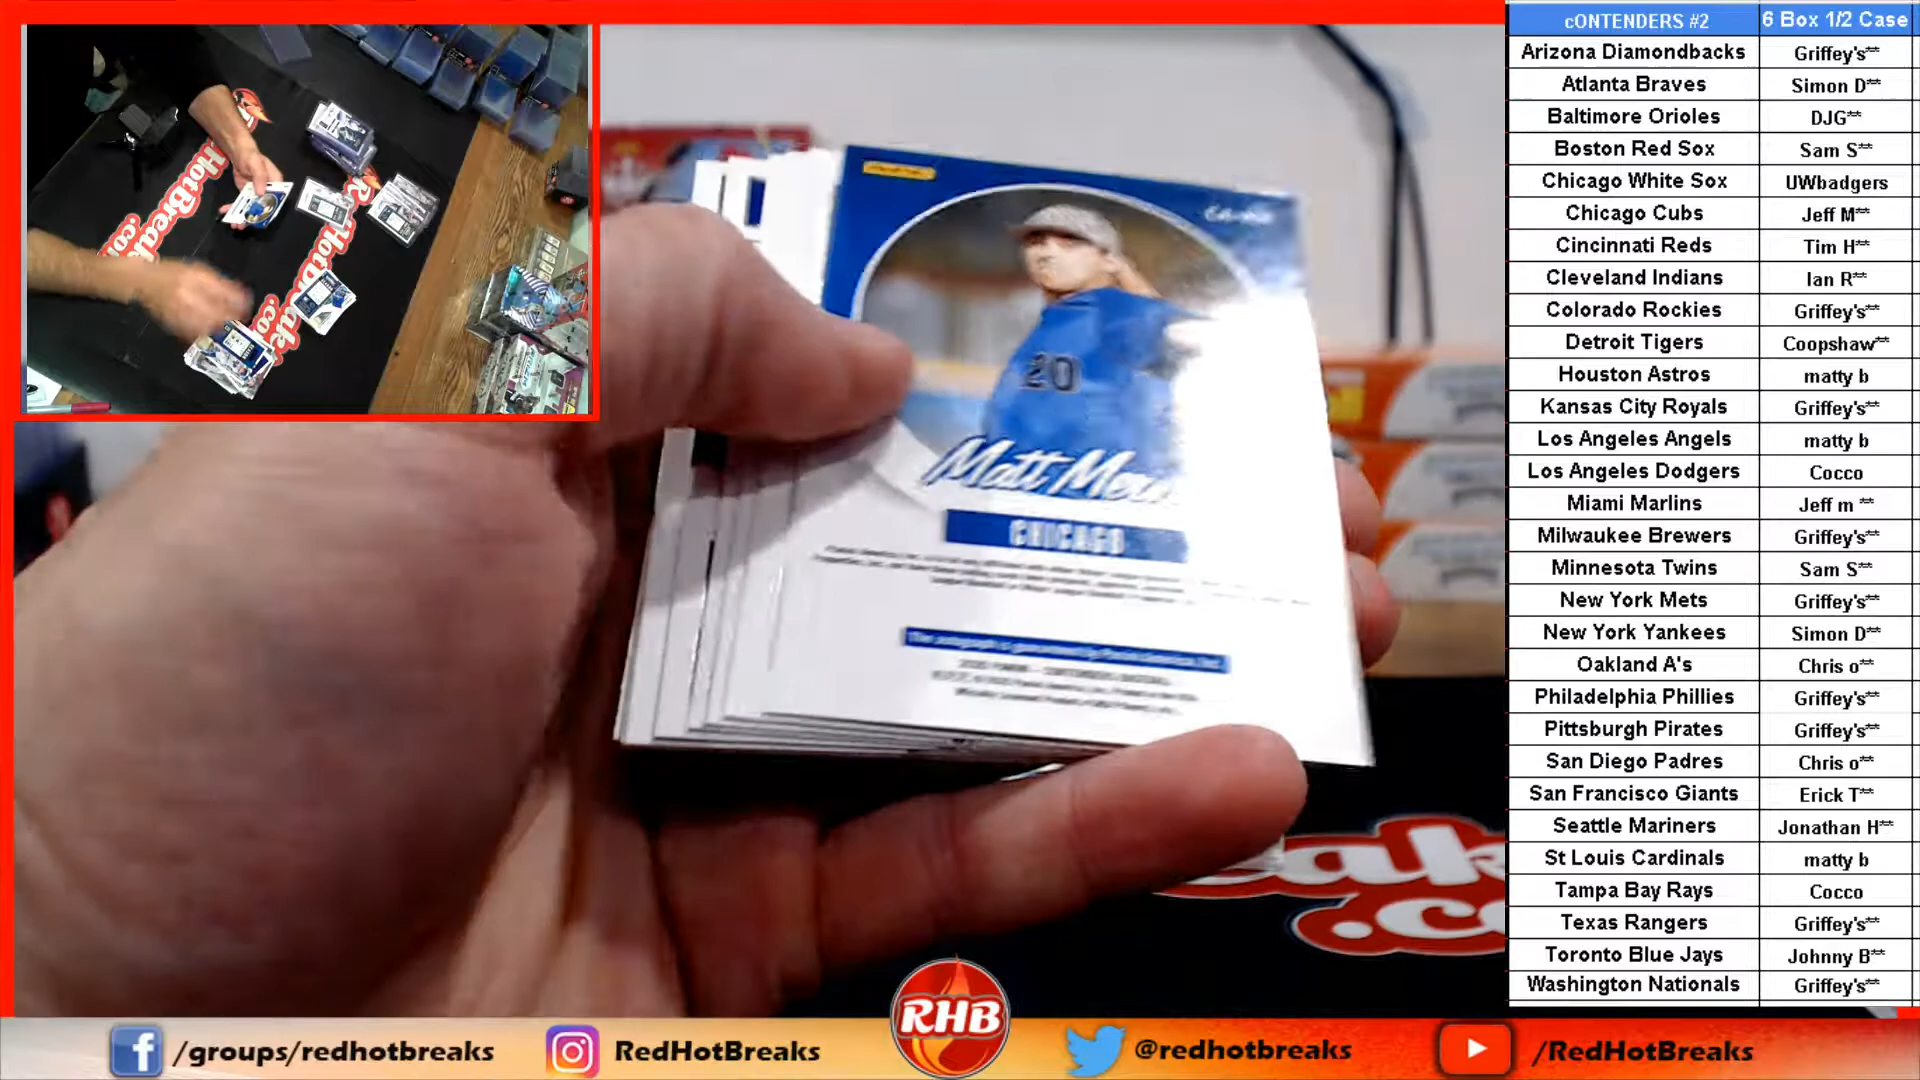 cONTENDERS #2 6 Box 1/2 Case
Arizona Diamondbacks Griffey's**
Atlanta Braves Simon D**
Baltimore Orioles DJG**
Boston Red Sox Sam S**
Chicago White Sox UWbadgers
Chicago Cubs Jeff M**
Cincinnati Reds Tim H**
Cleveland Indians Ian R**
Colorado Rockies Griffey's**
Detroit Tigers Coopshaw**
Houston Astros matty b
Kansas City Royals Griffey's**
Los Angeles Angels matty b
Los Angeles Dodgers Cocco
Miami Marlins Jeff m **
Milwaukee Brewers Griffey's**
Minnesota Twins Sam S**
New York Mets Griffey's**
New York Yankees Simon D**
Oakland A's Chris o**
Philadelphia Phillies Griffey's**
Pittsburgh Pirates Griffey's**
San Diego Padres Chris o**
San Francisco Giants Erick T**
Seattle Mariners Jonathan H**
St Louis Cardinals matty b
Tampa Bay Rays Cocco
Texas Rangers Griffey's**
Toronto Blue Jays Johnny B**
Washington Nationals Griffey's**
20
Matt
CHICAGO
HotBreak
.co
RHB
/groups/redhotbreaks
RedHotBreaks
@redhotbreaks
/RedHotBreaks